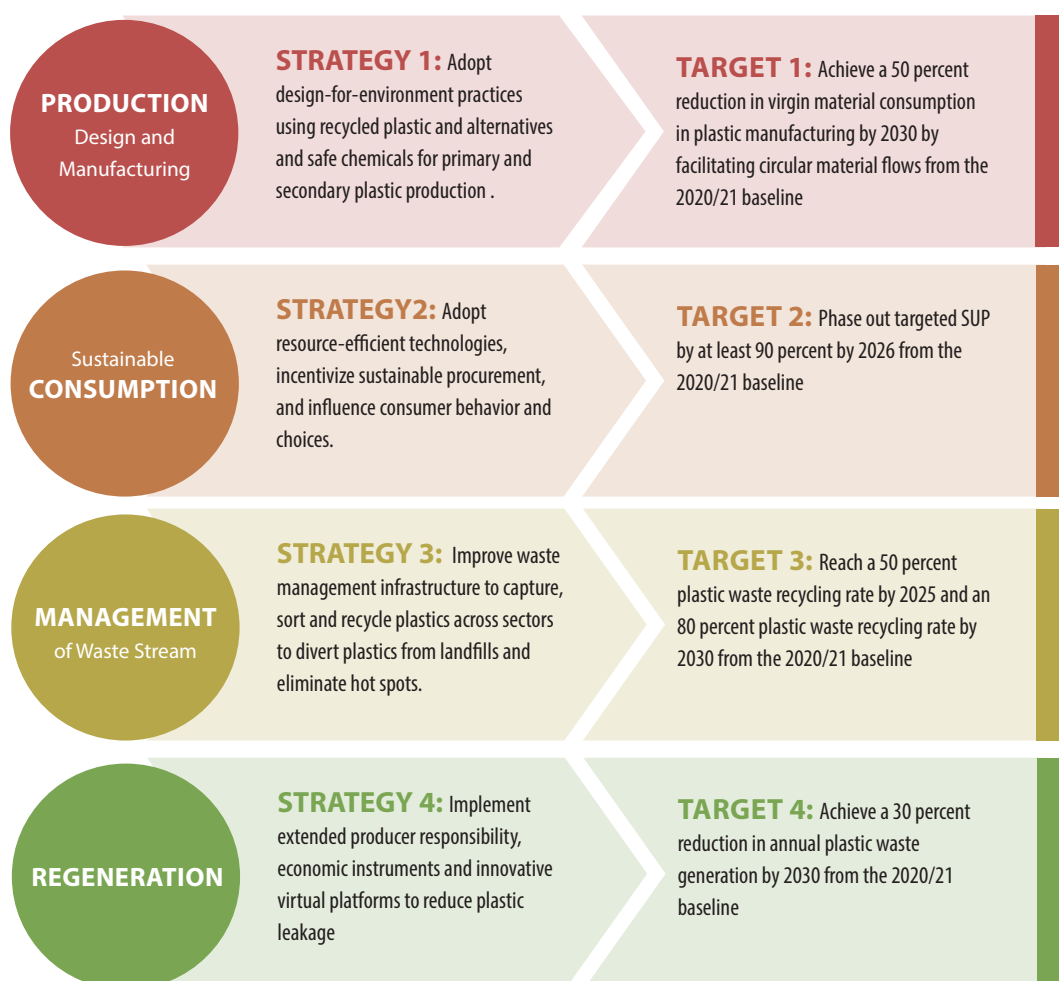 PRODUCTION
Design and
Manufacturing
STRATEGY 1: Adopt
design-for-environment practices
using recycled plastic and alternatives
and safe chemicals for primary and
secondary plastic production .
TARGET 1: Achieve a 50 percent
reduction in virgin material consumption
in plastic manufacturing by 2030 by
facilitating circular material flows from the
2020/21 baseline
Sustainable
CONSUMPTION
STRATEGY2: Adopt
resource-efficient technologies,
incentivize sustainable procurement,
and influence consumer behavior and
choices.
TARGET 2: Phase out targeted SUP
by at least 90 percent by 2026 from the
2020/21 baseline
MANAGEMENT
of Waste Stream
STRATEGY 3: Improve waste
management infrastructure to capture,
sort and recycle plastics across sectors
to divert plastics from landfills and
eliminate hot spots.
TARGET 3: Reach a 50 percent
plastic waste recycling rate by 2025 and an
80 percent plastic waste recycling rate by
2030 from the 2020/21 baseline
REGENERATION
STRATEGY 4: Implement
extended producer responsibility,
economic instruments and innovative
virtual platforms to reduce plastic
leakage
TARGET 4: Achieve a 30 percent
reduction in annual plastic waste
generation by 2030 from the 2020/21
baseline